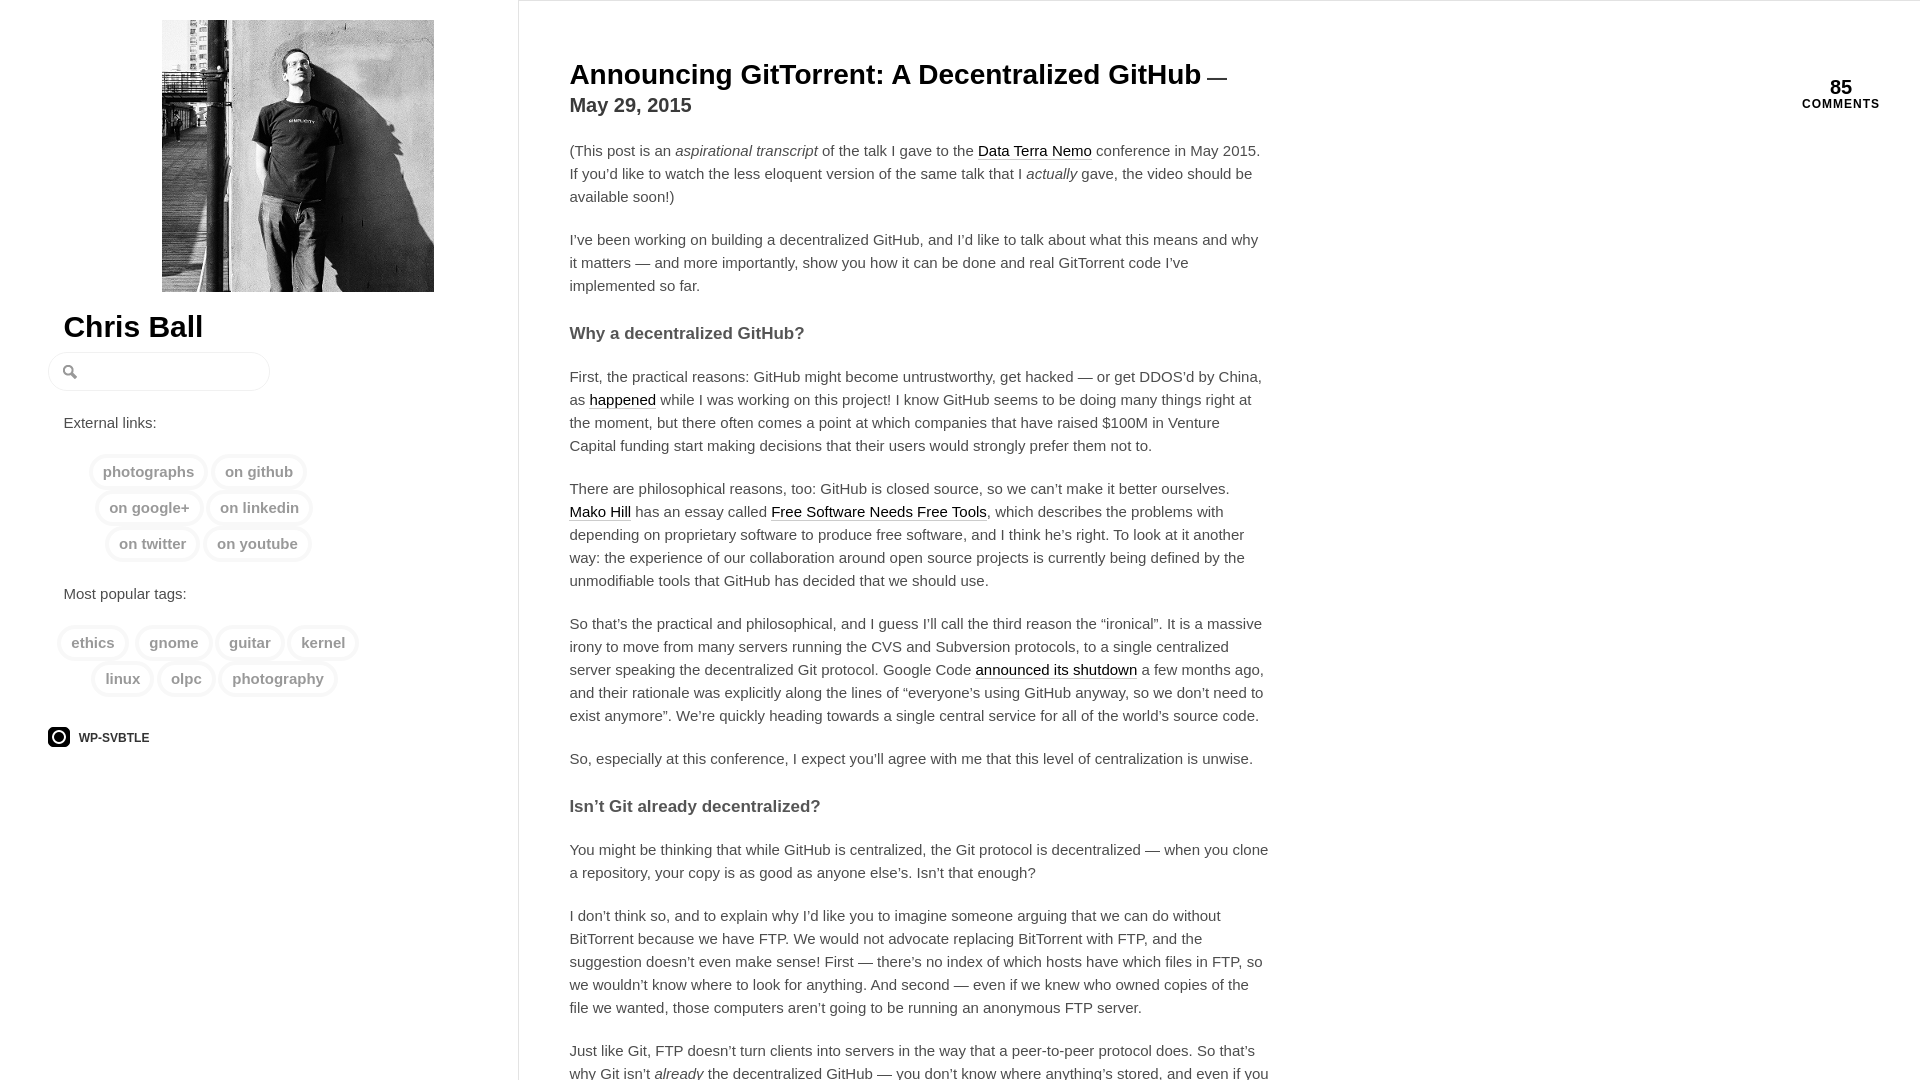 Chris Ball
External links:
photographs
on github
on google+
on linkedin
on twitter
on youtube
Most popular tags:
ethics
gnome
guitar
kernel
linux
olpc
photography
WP-SVBTLE
Announcing GitTorrent: A Decentralized GitHub —
May 29, 2015
85
COMMENTS
(This post is an aspirational transcript of the talk I gave to the Data Terra Nemo conference in May 2015.
If you’d like to watch the less eloquent version of the same talk that I actually gave, the video should be
available soon!)
I’ve been working on building a decentralized GitHub, and I’d like to talk about what this means and why
it matters — and more importantly, show you how it can be done and real GitTorrent code I’ve
implemented so far.
Why a decentralized GitHub?
First, the practical reasons: GitHub might become untrustworthy, get hacked — or get DDOS’d by China,
as happened while I was working on this project! I know GitHub seems to be doing many things right at
the moment, but there often comes a point at which companies that have raised $100M in Venture
Capital funding start making decisions that their users would strongly prefer them not to.
There are philosophical reasons, too: GitHub is closed source, so we can’t make it better ourselves.
Mako Hill has an essay called Free Software Needs Free Tools, which describes the problems with
depending on proprietary software to produce free software, and I think he’s right. To look at it another
way: the experience of our collaboration around open source projects is currently being defined by the
unmodifiable tools that GitHub has decided that we should use.
So that’s the practical and philosophical, and I guess I’ll call the third reason the “ironical”. It is a massive
irony to move from many servers running the CVS and Subversion protocols, to a single centralized
server speaking the decentralized Git protocol. Google Code announced its shutdown a few months ago,
and their rationale was explicitly along the lines of “everyone’s using GitHub anyway, so we don’t need to
exist anymore”. We’re quickly heading towards a single central service for all of the world’s source code.
So, especially at this conference, I expect you’ll agree with me that this level of centralization is unwise.
Isn’t Git already decentralized?
You might be thinking that while GitHub is centralized, the Git protocol is decentralized — when you clone
a repository, your copy is as good as anyone else’s. Isn’t that enough?
I don’t think so, and to explain why I’d like you to imagine someone arguing that we can do without
BitTorrent because we have FTP. We would not advocate replacing BitTorrent with FTP, and the
suggestion doesn’t even make sense! First — there’s no index of which hosts have which files in FTP, so
we wouldn’t know where to look for anything. And second — even if we knew who owned copies of the
file we wanted, those computers aren’t going to be running an anonymous FTP server.
Just like Git, FTP doesn’t turn clients into servers in the way that a peer-to-peer protocol does. So that’s
why Git isn’t already the decentralized GitHub — you don’t know where anything’s stored, and even if you